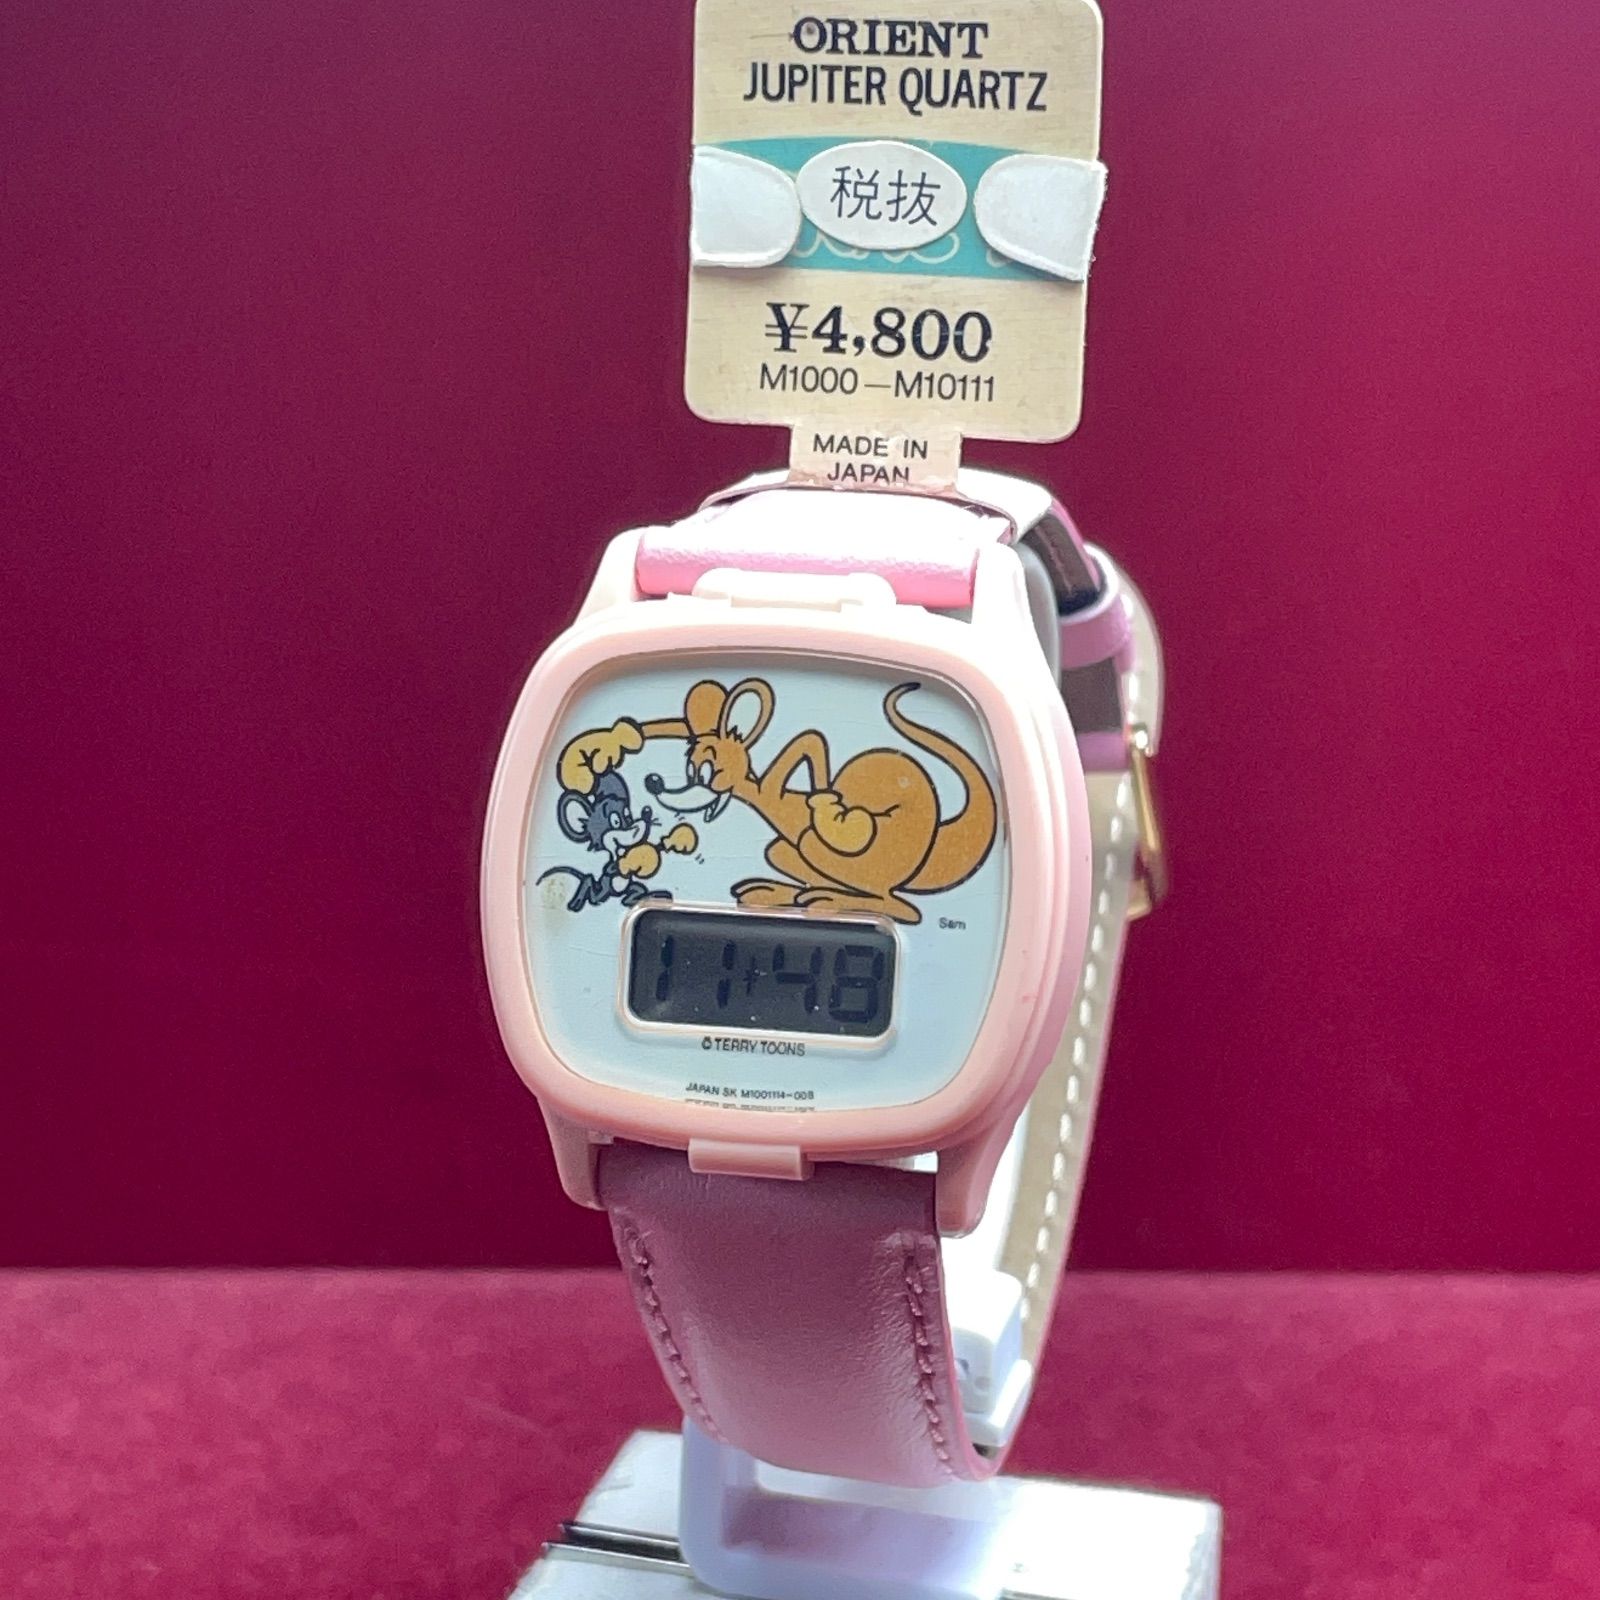 ORIENT
JUPITER QUARTZ
税抜
¥4,800
M1000—M10111
MADE IN
JAPAN
Sam
11:48
© TERRY TOONS
JAPAN SK M1001114-00B